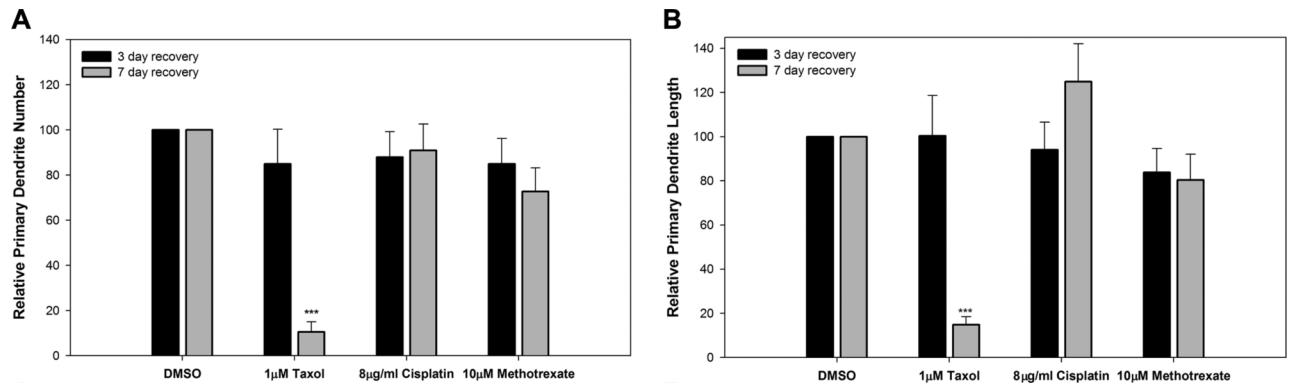 A
Relative Primary Dendrite Number
140
120
100
80
60
40
20
0
3 day recovery
7 day recovery
***
DMSO
1μM Taxol
8μg/ml Cisplatin
10μM Methotrexate
B
Relative Primary Dendrite Length
140
120
100
80
60
40
20
0
3 day recovery
7 day recovery
***
DMSO
1μM Taxol
8μg/ml Cisplatin
10μM Methotrexate